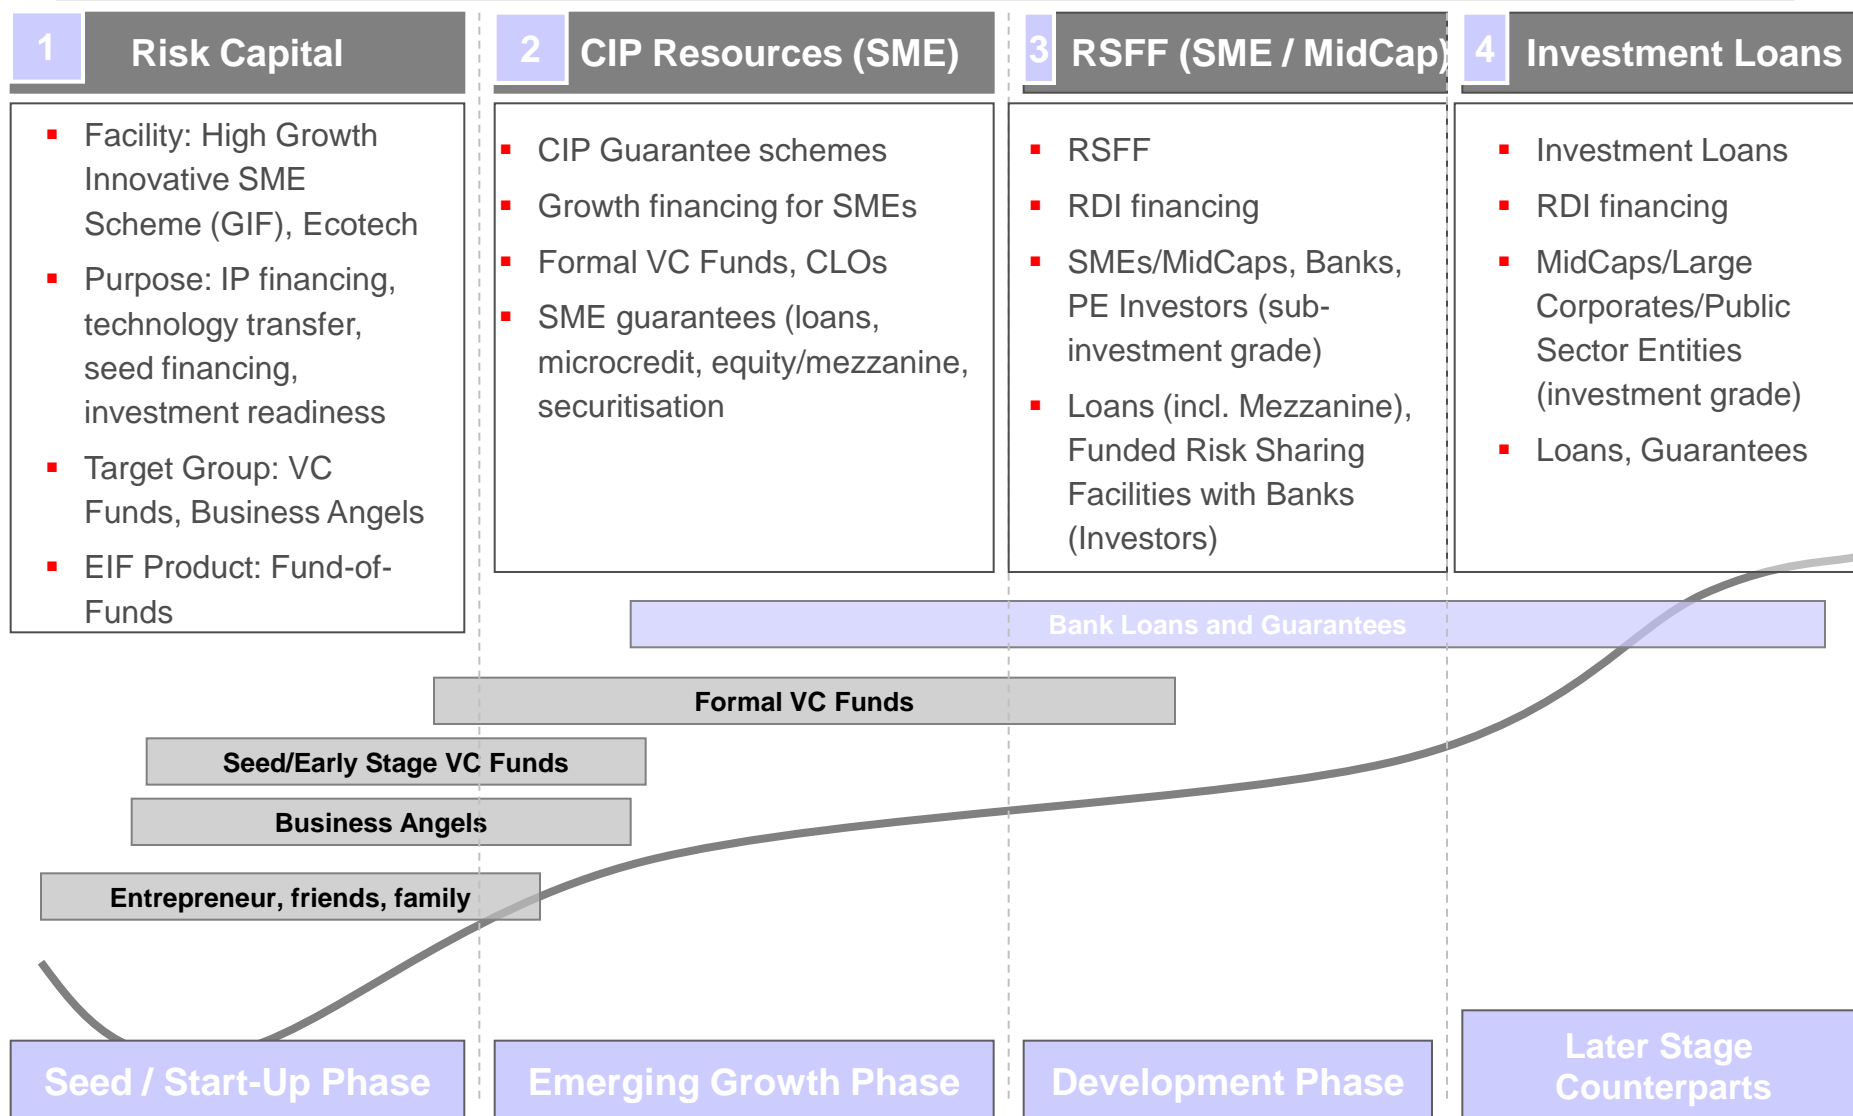 1
Risk Capital
2
CIP Resources (SME)
3
RSFF (SME / MidCap)
4
Investment Loans
Facility: High Growth
Innovative SME
Scheme (GIF), Ecotech
Purpose: IP financing,
technology transfer,
seed financing,
investment readiness
Target Group: VC
Funds, Business Angels
EIF Product: Fund-of-
Funds
CIP Guarantee schemes
Growth financing for SMEs
Formal VC Funds, CLOs
SME guarantees (loans,
microcredit, equity/mezzanine,
securitisation
RSFF
RDI financing
SMEs/MidCaps, Banks,
PE Investors (sub-
investment grade)
Loans (incl. Mezzanine),
Funded Risk Sharing
Facilities with Banks
(Investors)
Investment Loans
RDI financing
MidCaps/Large
Corporates/Public
Sector Entities
(investment grade)
Loans, Guarantees
Bank Loans and Guarantees
Formal VC Funds
Seed/Early Stage VC Funds
Business Angels
Entrepreneur, friends, family
Seed / Start-Up Phase
Emerging Growth Phase
Development Phase
Later Stage
Counterparts